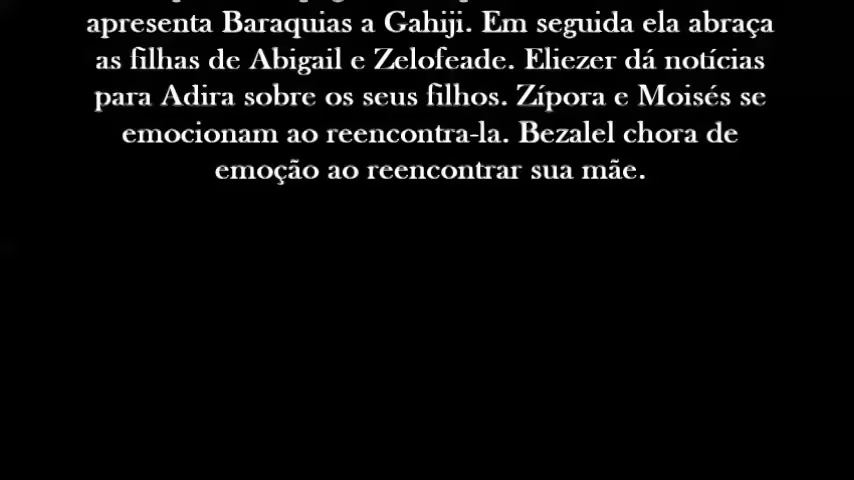 apresenta Baraquias a Gahiji. Em seguida ela abraça
as filhas de Abigail e Zelofeade. Eliezer dá notícias
para Adira sobre os seus filhos. Zípora e Moisés se
emocionam ao reencontra-la. Bezalel chora de
emoção ao reencontrar sua mãe.